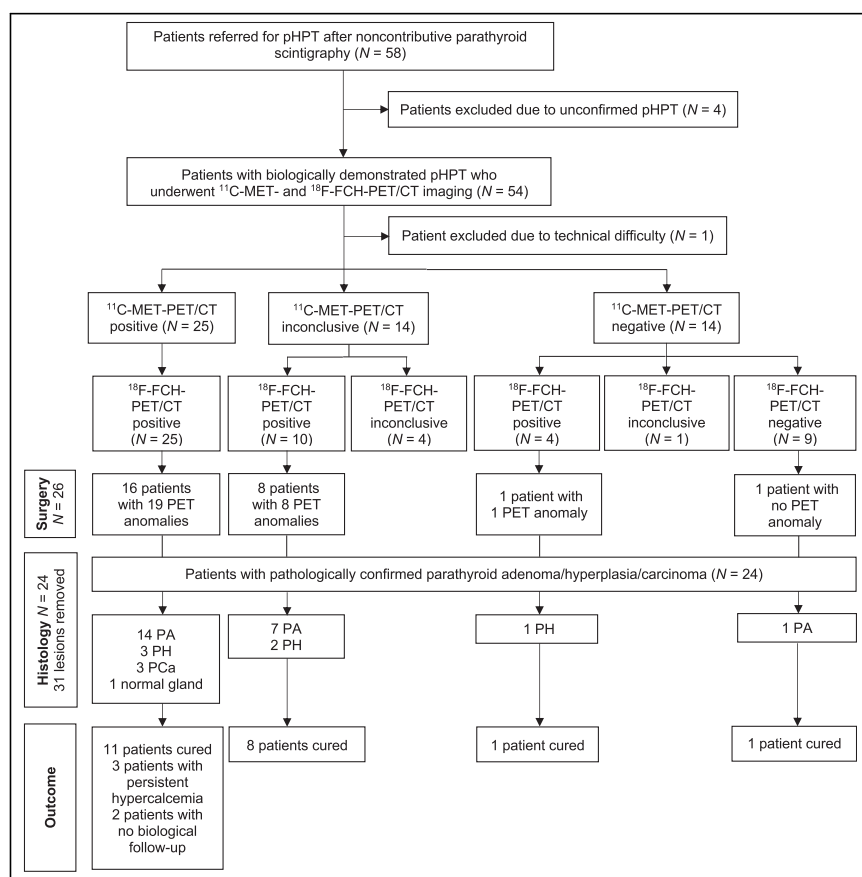 Patients referred for pHPT after noncontributive parathyroid
scintigraphy (N = 58)
Patients excluded due to unconfirmed pHPT (N = 4)
Patients with biologically demonstrated pHPT who
underwent ¹¹C-MET- and ¹⁸F-FCH-PET/CT imaging (N = 54)
Patient excluded due to technical difficulty (N = 1)
¹¹C-MET-PET/CT
positive (N = 25)
¹¹C-MET-PET/CT
inconclusive (N = 14)
¹¹C-MET-PET/CT
negative (N = 14)
¹⁸F-FCH-
PET/CT
positive
(N = 25)
¹⁸F-FCH-
PET/CT
positive
(N = 10)
¹⁸F-FCH-
PET/CT
inconclusive
(N = 4)
¹⁸F-FCH-
PET/CT
positive
(N = 4)
¹⁸F-FCH-
PET/CT
inconclusive
(N = 1)
¹⁸F-FCH-
PET/CT
negative
(N = 9)
Surgery
N = 26
16 patients
with 19 PET
anomalies
8 patients
with 8 PET
anomalies
1 patient with
1 PET anomaly
1 patient with
no PET
anomaly
Histology N = 24
31 lesions removed
Patients with pathologically confirmed parathyroid adenoma/hyperplasia/carcinoma (N = 24)
14 PA
3 PH
3 PCa
1 normal gland
7 PA
2 PH
1 PH
1 PA
Outcome
11 patients cured
3 patients with
persistent
hypercalcemia
2 patients with
no biological
follow-up
8 patients cured
1 patient cured
1 patient cured